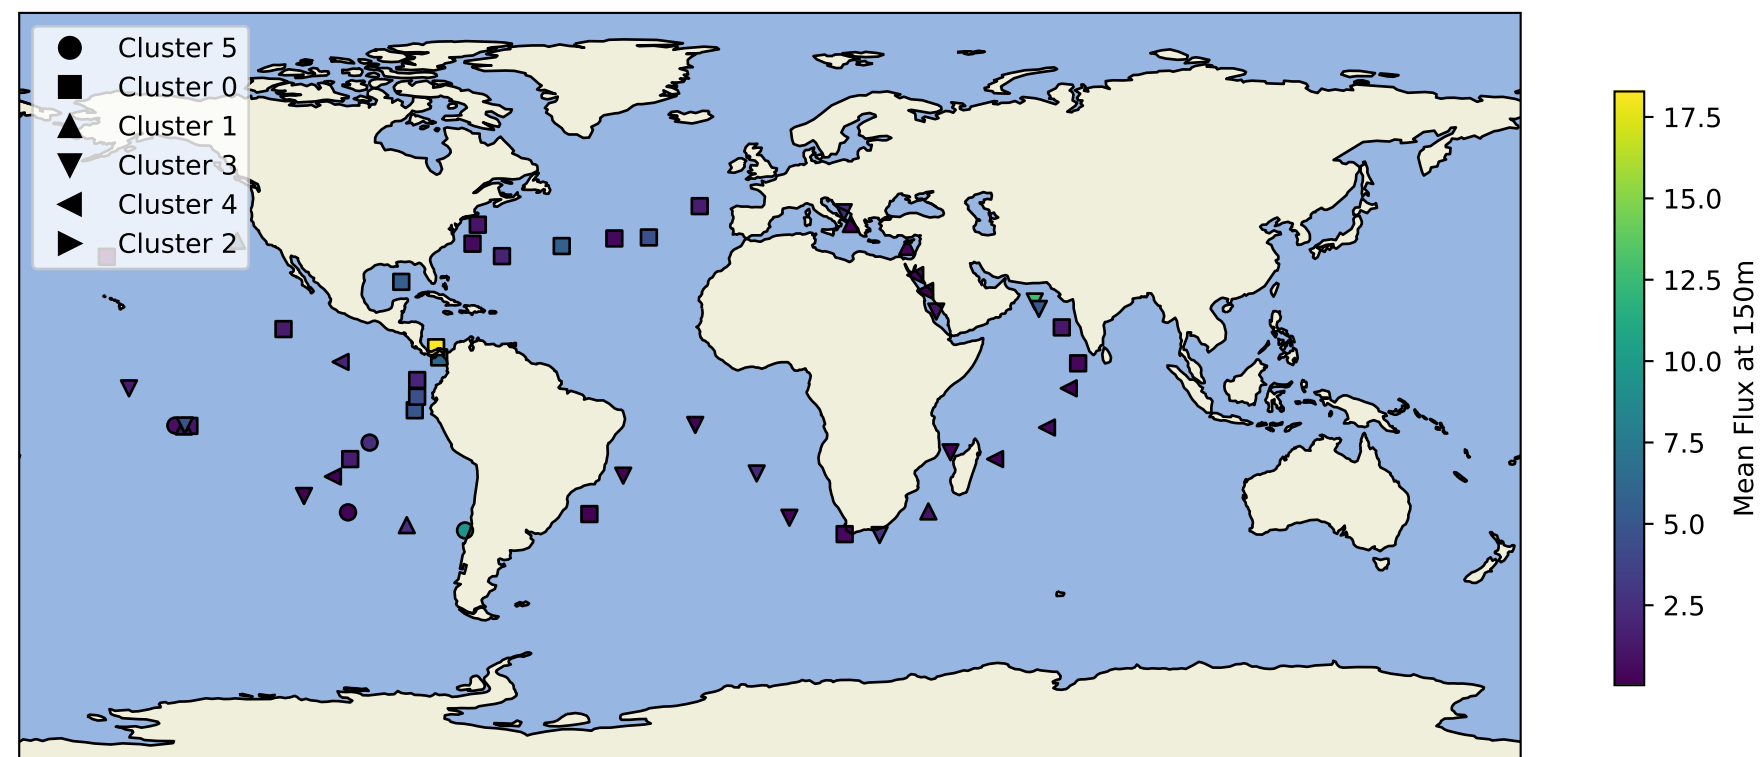 Cluster 5
Cluster 0
Cluster 1
Cluster 3
Cluster 4
Cluster 2
17.5
15.0
12.5
10.0
7.5
5.0
2.5
Mean Flux at 150m